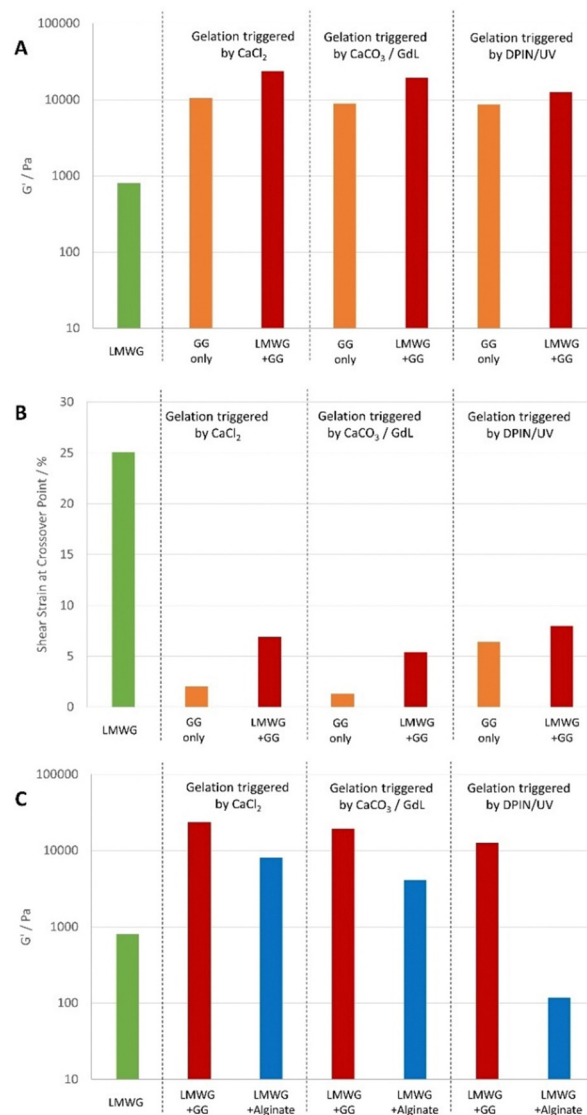 A
100000
10000
1000
100
10
G' / Pa
Gelation triggered
by CaCl₂
Gelation triggered
by CaCO₃ / GdL
Gelation triggered
by DPIN/UV
LMWG
GG
only
LMWG
+GG
GG
only
LMWG
+GG
GG
only
LMWG
+GG
B
30
25
20
15
10
5
0
Shear Strain at Crossover Point / %
Gelation triggered
by CaCl₂
Gelation triggered
by CaCO₃ / GdL
Gelation triggered
by DPIN/UV
LMWG
GG
only
LMWG
+GG
GG
only
LMWG
+GG
GG
only
LMWG
+GG
C
100000
10000
1000
100
10
G' / Pa
Gelation triggered
by CaCl₂
Gelation triggered
by CaCO₃ / GdL
Gelation triggered
by DPIN/UV
LMWG
LMWG
+GG
LMWG
+Alginate
LMWG
+GG
LMWG
+Alginate
LMWG
+GG
LMWG
+Alginate